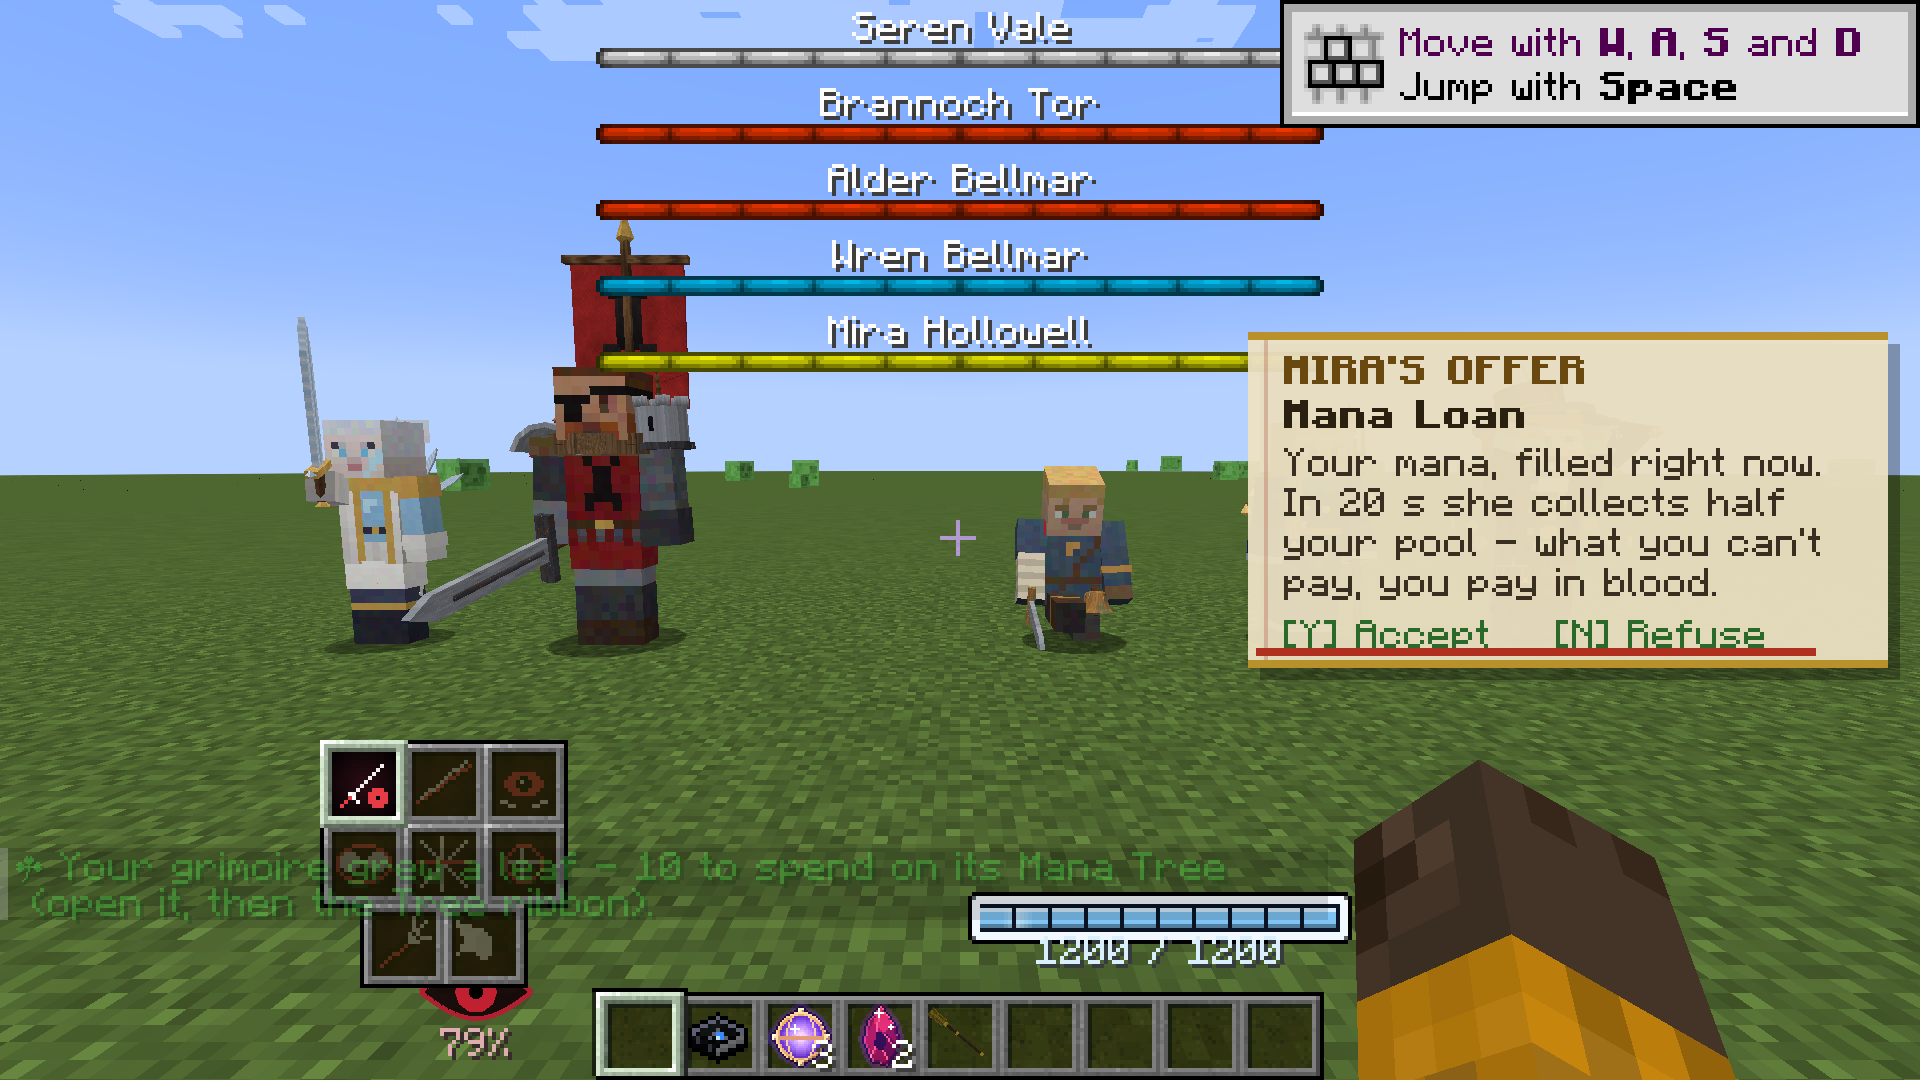 Seren Vale
Move with W, A, S and D
Jump with Space
Brannoch Tor
Alder Bellmar
Wren Bellmar
Mira Hollowell
MIRA'S OFFER
Mana Loan
Your mana, filled right now.
In 20 s she collects half
your pool - what you can't
pay, you pay in blood.
[Y] Accept [N] Refuse
Your grimoire grew a leaf - 10 to spend on its Mana Tree
(open it, then the Tree ribbon).
1200 / 1200
79%
3
2